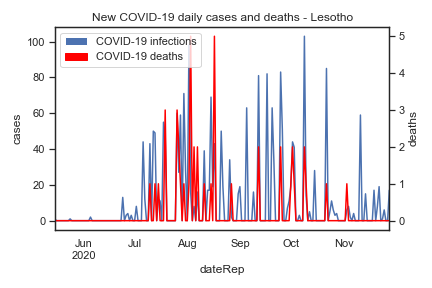 New COVID-19 daily cases and deaths - Lesotho
COVID-19 infections
COVID-19 deaths
100
80
60
40
20
0
cases
5
4
3
2
1
0
deaths
Jun
2020
Jul
Aug
Sep
Oct
Nov
dateRep